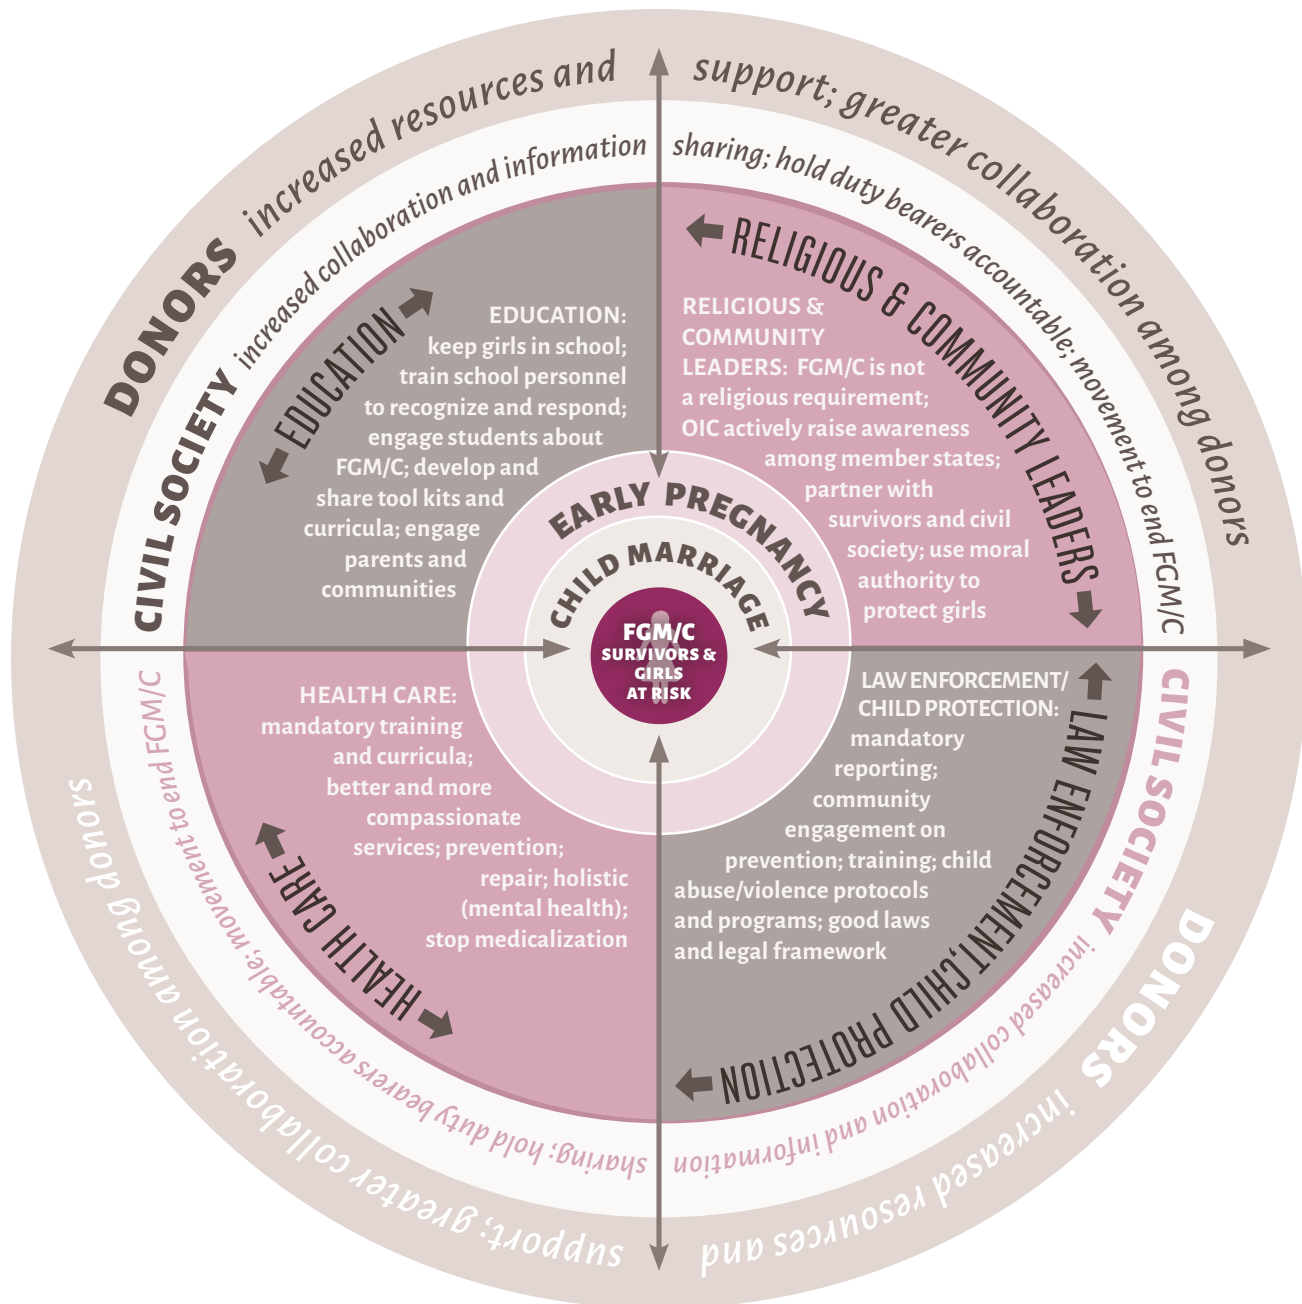 DONORS increased resources and support; greater collaboration among donors
CIVIL SOCIETY increased collaboration and information sharing; hold duty bearers accountable; movement to end FGM/C
EDUCATION
EDUCATION:
keep girls in school;
train school personnel
to recognize and respond;
engage students about
FGM/C; develop and
share tool kits and
curricula; engage
parents and
communities
RELIGIOUS & COMMUNITY LEADERS
RELIGIOUS &
COMMUNITY
LEADERS: FGM/C is not
a religious requirement;
OIC actively raise awareness
among member states;
partner with
survivors and civil
society; use moral
authority to
protect girls
EARLY PREGNANCY
CHILD MARRIAGE
FGM/C
SURVIVORS &
GIRLS
AT RISK
HEALTH CARE:
mandatory training
and curricula;
better and more
compassionate
services; prevention;
repair; holistic
(mental health);
stop medicalization
HEALTH CARE
LAW ENFORCEMENT/
CHILD PROTECTION:
mandatory
reporting;
community
engagement on
prevention; training; child
abuse/violence protocols
and programs; good laws
and legal framework
LAW ENFORCEMENT,CHILD PROTECTION
CIVIL SOCIETY increased collaboration and information sharing; hold duty bearers accountable; movement to end FGM/C
DONORS increased resources and support; greater collaboration among donors